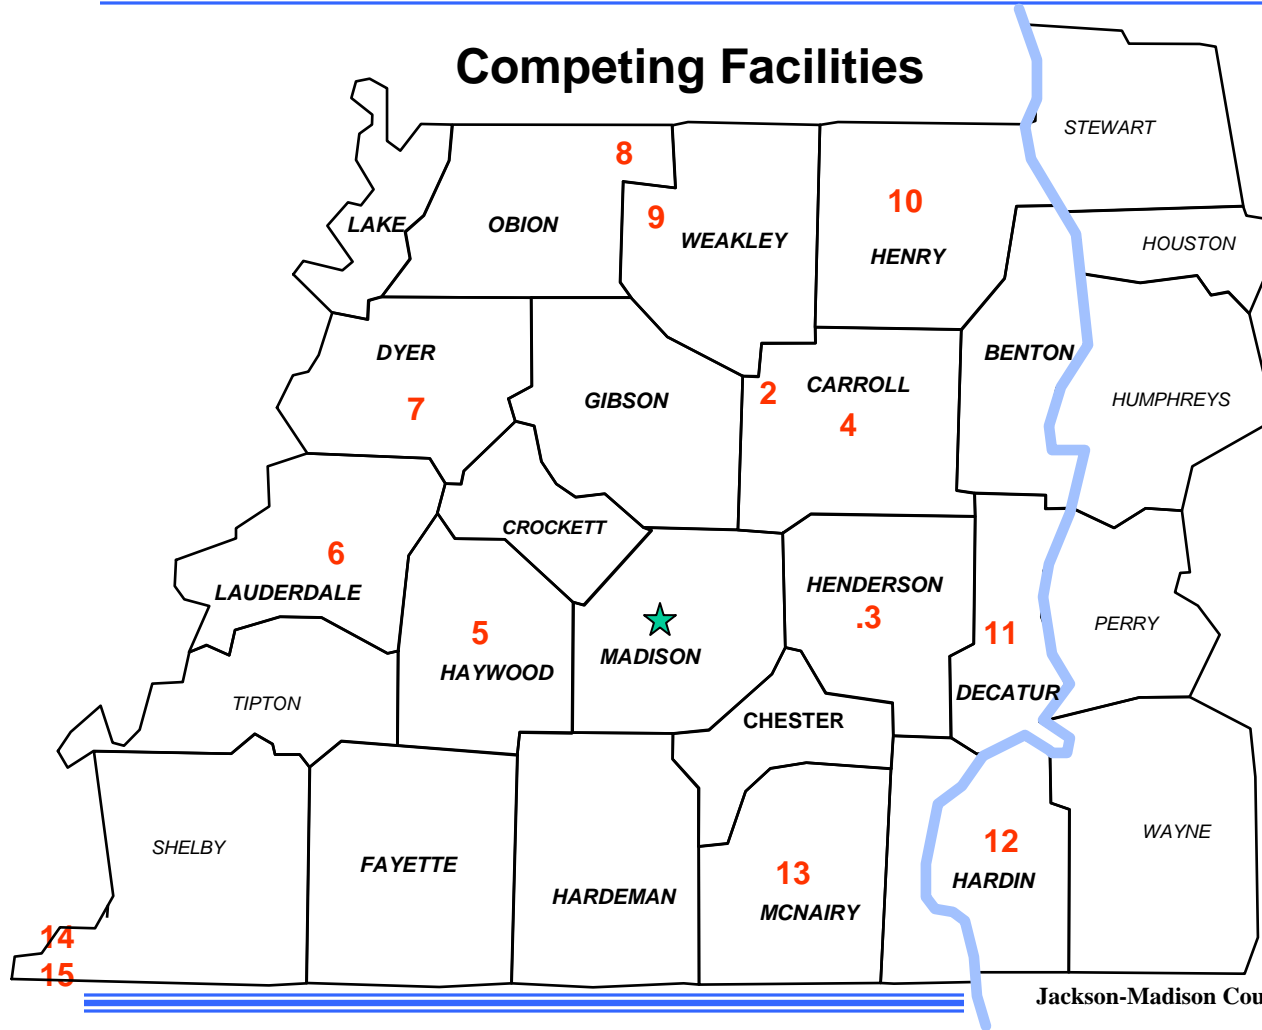 Competing Facilities
STEWART
8
10
LAKE
OBION
9
WEAKLEY
HENRY
HOUSTON
DYER
BENTON
7
GIBSON
2
CARROLL
4
HUMPHREYS
CROCKETT
6
LAUDERDALE
HENDERSON
.3
5
HAYWOOD
MADISON
11
PERRY
DECATUR
TIPTON
CHESTER
SHELBY
FAYETTE
HARDEMAN
13
MCNAIRY
12
HARDIN
WAYNE
14
15
Jackson-Madison Cou